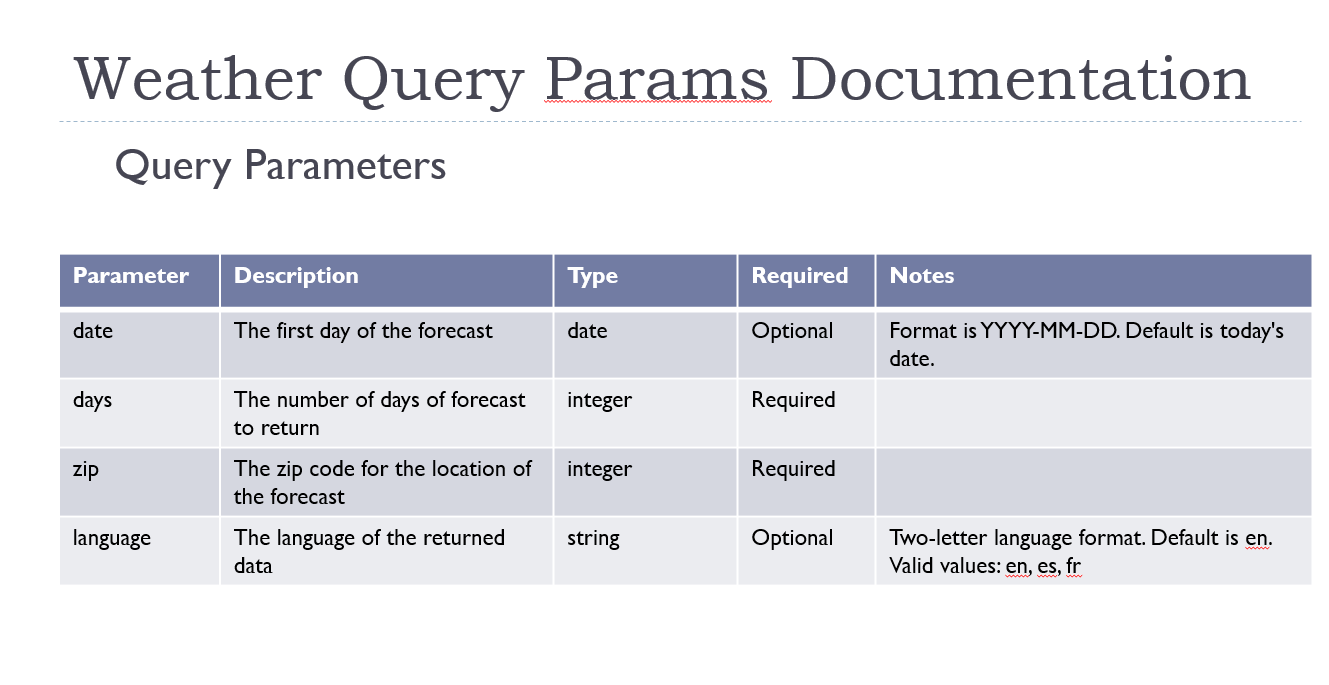 Weather Query Params Documentation
Query Parameters
Parameter Description Type Required Notes
date The first day of the forecast date Optional Format is YYYY-MM-DD. Default is today's
date.
days The number of days of forecast integer Required
to return
zip The zip code for the location of integer Required
the forecast
language The language of the returned string Optional Two-letter language format. Default is en.
data Valid values: en, es, fr